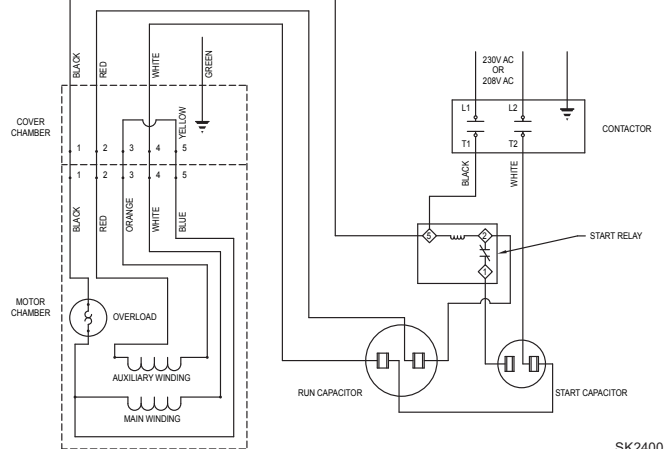 BLACK
RED
WHITE
GREEN
230V AC
OR
208V AC
COVER
CHAMBER
YELLOW
L1
L2
CONTACTOR
T1
T2
1
2
3
4
5
1
2
3
4
5
BLACK
WHITE
BLACK
RED
ORANGE
WHITE
BLUE
5
2
START RELAY
1
MOTOR
CHAMBER
OVERLOAD
AUXILIARY WINDING
RUN CAPACITOR
START CAPACITOR
MAIN WINDING
SK2400